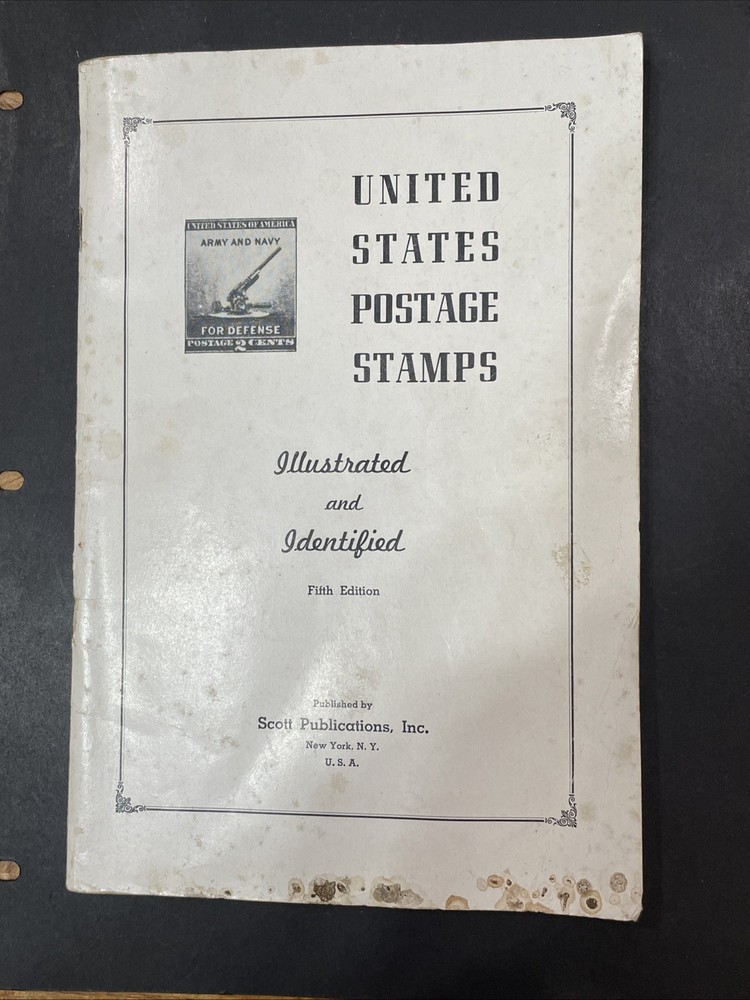 UNITED STATES OF AMERICA
ARMY AND NAVY
FOR DEFENSE
POSTAGE 2 CENTS
UNITED
STATES
POSTAGE
STAMPS
Illustrated
and
Identified
Fifth Edition
Published by
Scott Publications, Inc.
New York, N. Y.
U. S. A.